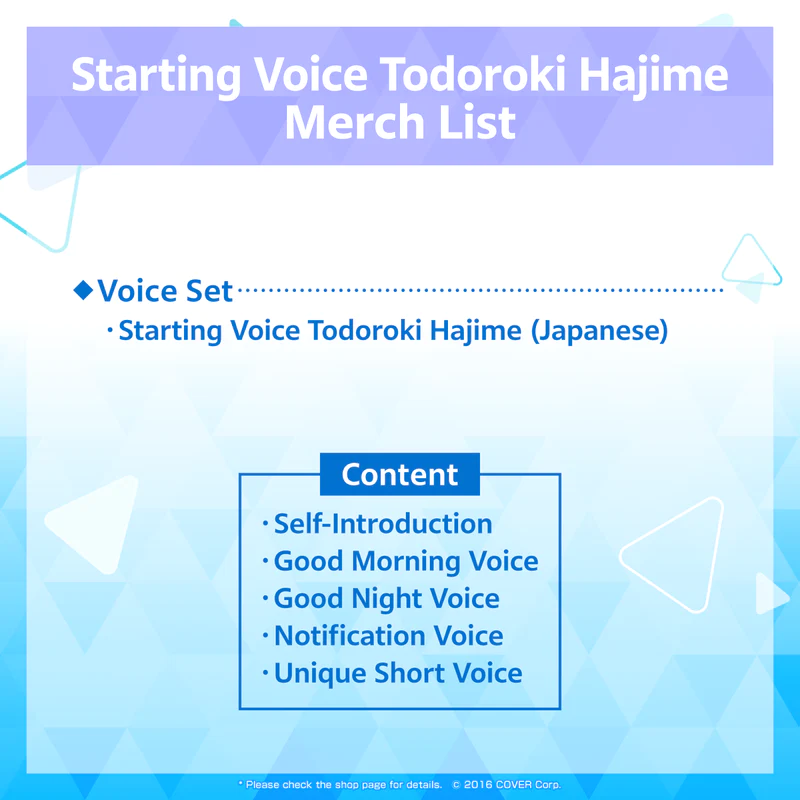 Starting Voice Todoroki Hajime
Merch List
◆Voice Set
・Starting Voice Todoroki Hajime (Japanese)
Content
・Self-Introduction
・Good Morning Voice
・Good Night Voice
・Notification Voice
・Unique Short Voice
* Please check the shop page for details. © 2016 COVER Corp.